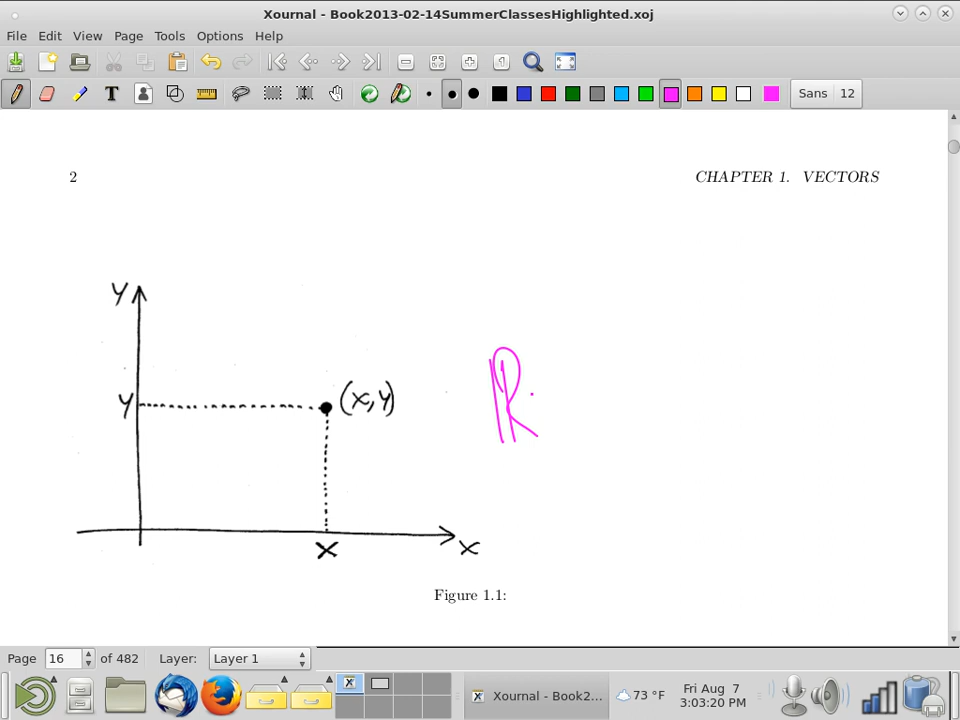 Xournal - Book2013-02-14SummerClassesHighlighted.xoj
File Edit View Page Tools Options Help
T Sans 12
2 CHAPTER 1. VECTORS
y
y (x,y)
x x
ℝ
Figure 1.1:
Page 16 of 482 Layer: Layer 1
Xournal - Book2... 73 °F Fri Aug 7
3:03:20 PM